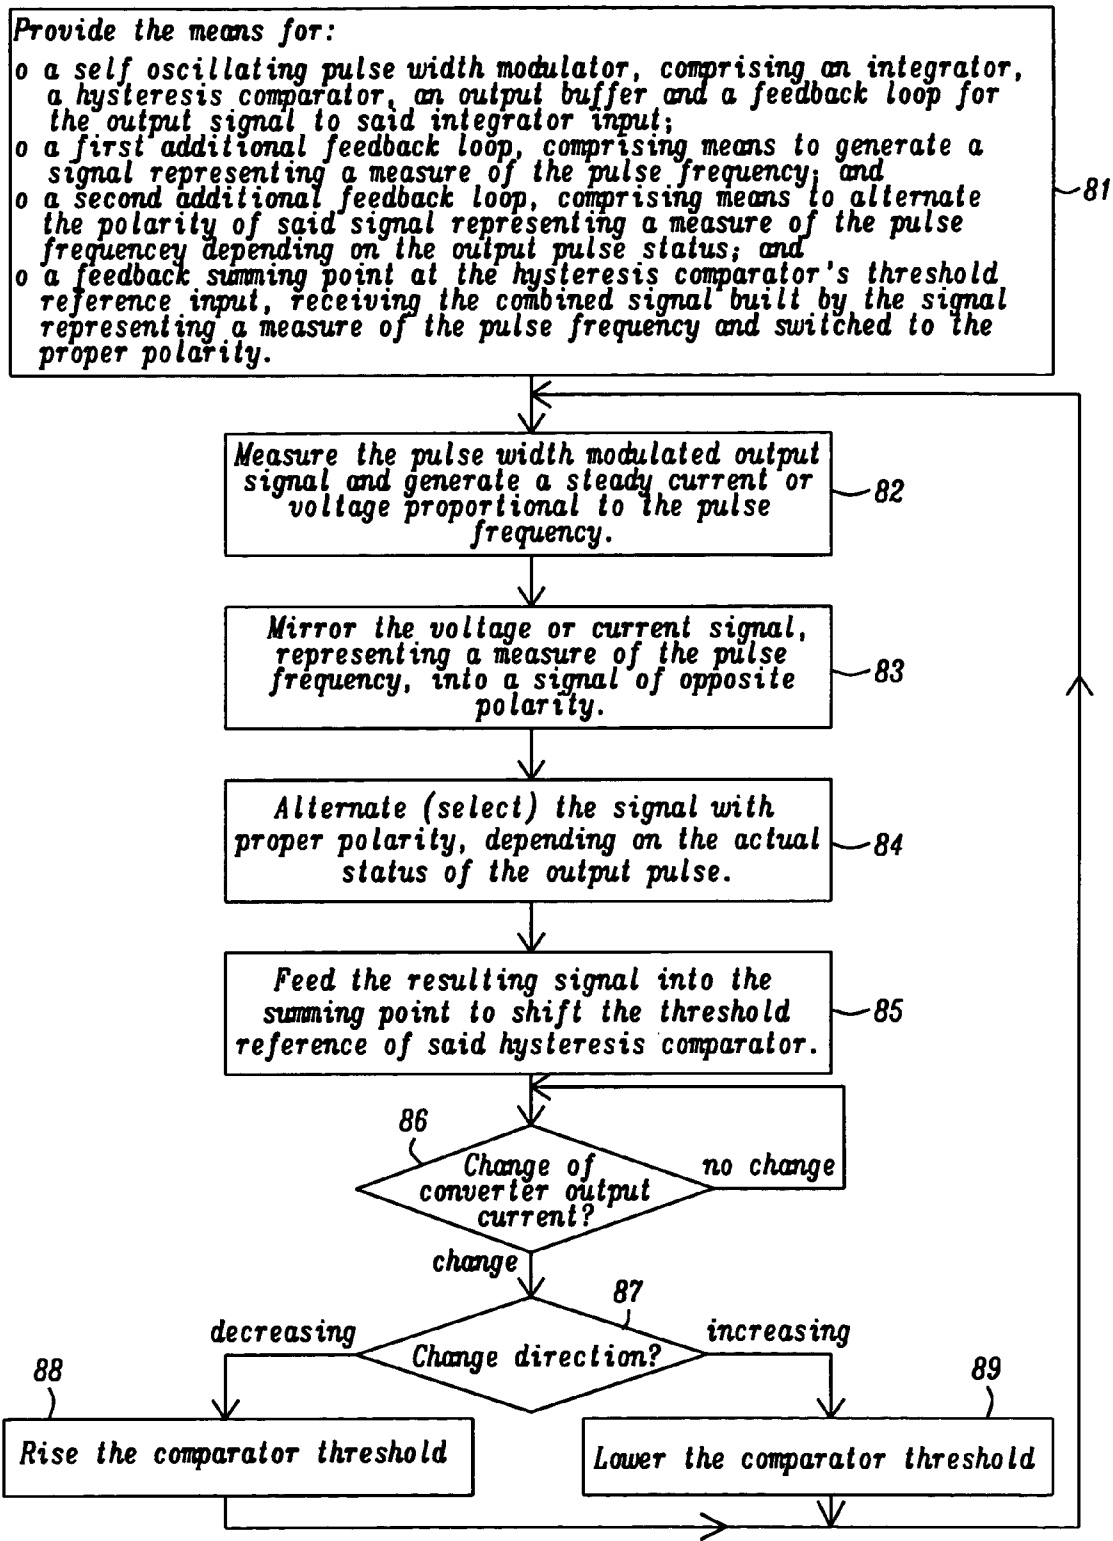 Provide the means for:
o a self oscillating pulse width modulator, comprising an integrator,
a hysteresis comparator, an output buffer and a feedback loop for
the output signal to said integrator input;
o a first additional feedback loop, comprising means to generate a
signal representing a measure of the pulse frequency; and
o a second additional feedback loop, comprising means to alternate
the polarity of said signal representing a measure of the pulse
frequencey depending on the output pulse status; and
o a feedback summing point at the hysteresis comparator's threshold
reference input, receiving the combined signal built by the signal
representing a measure of the pulse frequency and switched to the
proper polarity.
81
Measure the pulse width modulated output
signal and generate a steady current or
voltage proportional to the pulse
frequency.
82
Mirror the voltage or current signal,
representing a measure of the pulse
frequency, into a signal of opposite
polarity.
83
Alternate (select) the signal with
proper polarity, depending on the actual
status of the output pulse.
84
Feed the resulting signal into the
summing point to shift the threshold
reference of said hysteresis comparator.
85
86
Change of
converter output
current?
no change
change
87
decreasing
Change direction?
increasing
88
89
Rise the comparator threshold
Lower the comparator threshold